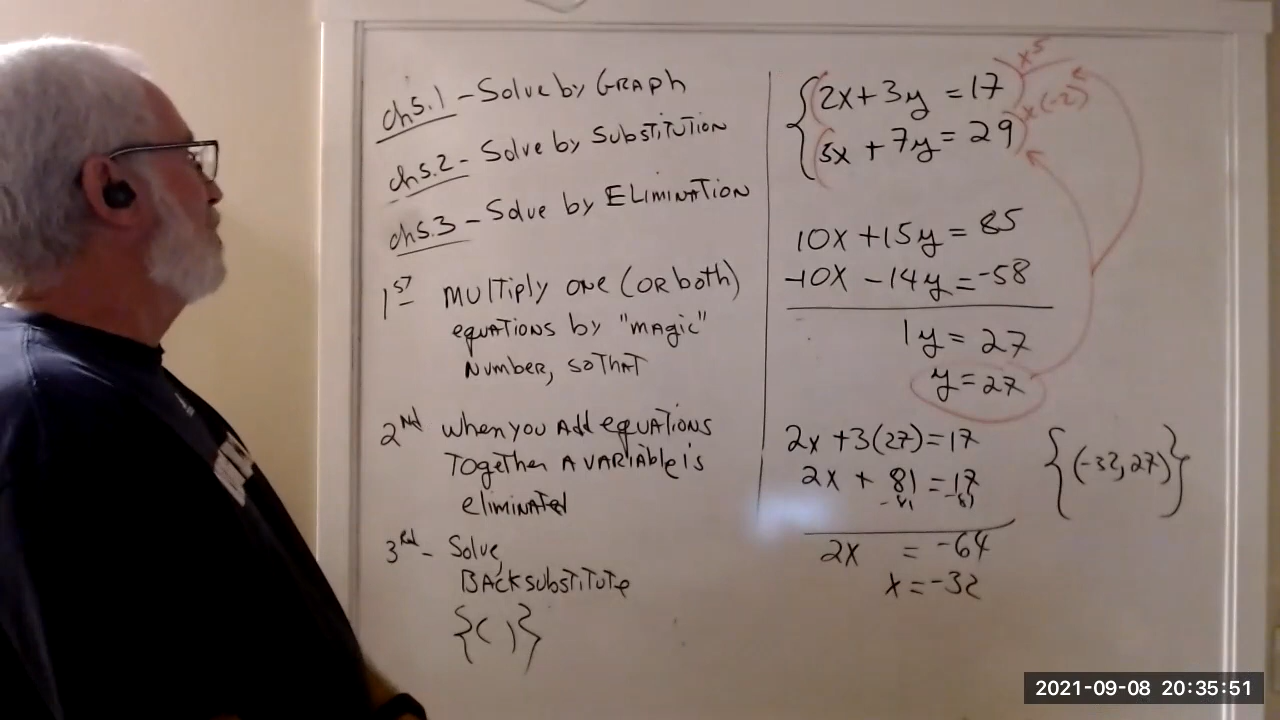 ch5.1 - Solve by GRAPH
ch5.2 - Solve by SUBSTITUTION
ch5.3 - Solve by ELIMINATION
1ST Multiply ONE (OR both)
equATIONS by "MAGIC"
Number, SO THAT
2Nd When you Add equATIONS
Together A VARIAble is
eliminated
3Rd - Solve,
BACK SubSTITUTe
{( )}
2x + 3y = 17 x5
5x + 7y = 29 x(-2)
10x + 15y = 85
-10x - 14y = -58
1y = 27
y = 27
2x + 3(27) = 17
2x + 81 = 17
-81 -81
2x = -64
x = -32
{(-32, 27)}
2021-09-08 20:35:51